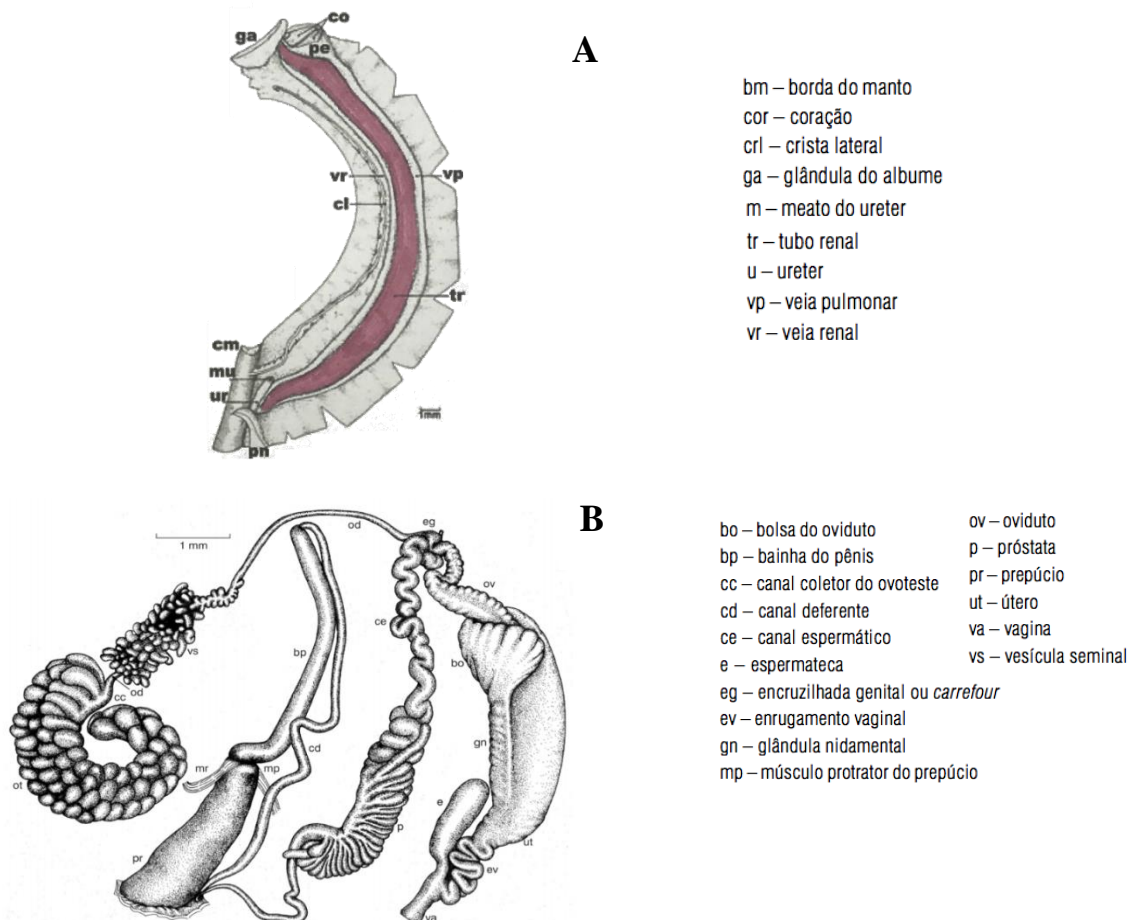 co
ga
pe
A
vr
vp
cl
tr
cm
mu
ur
pn
1mm
bm – borda do manto
cor – coração
crl – crista lateral
ga – glândula do albume
m – meato do ureter
tr – tubo renal
u – ureter
vp – veia pulmonar
vr – veia renal
B
1 mm
od
eg
ov
vs
ce
bp
bo
od
cc
gn
cd
mr
mp
ot
e
p
pr
ut
ev
va
bo – bolsa do oviduto
bp – bainha do pênis
cc – canal coletor do ovoteste
cd – canal deferente
ce – canal espermático
e – espermateca
eg – encruzilhada genital ou carrefour
ev – enrugamento vaginal
gn – glândula nidamental
mp – músculo protrator do prepúcio
ov – oviduto
p – próstata
pr – prepúcio
ut – útero
va – vagina
vs – vesícula seminal